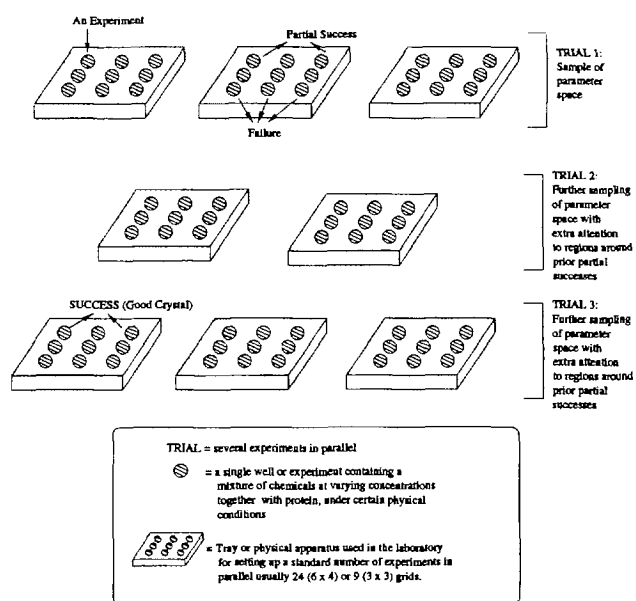 An Experiment
Partial Success
Failure
TRIAL 1:
Sample of
parameter
space
TRIAL 2:
Further sampling
of parameter
space with
extra attention
to regions around
prior partial
successes
SUCCESS (Good Crystal)
TRIAL 3:
Further sampling
of parameter
space with
extra attention
to regions around
prior partial
successes
TRIAL = several experiments in parallel
= a single well or experiment containing a
mixture of chemicals at varying concentrations
together with protein, under certain physical
conditions
= Tray or physical apparatus used in the laboratory
for setting up a standard number of experiments in
parallel usually 24 (6 x 4) or 9 (3 x 3) grids.